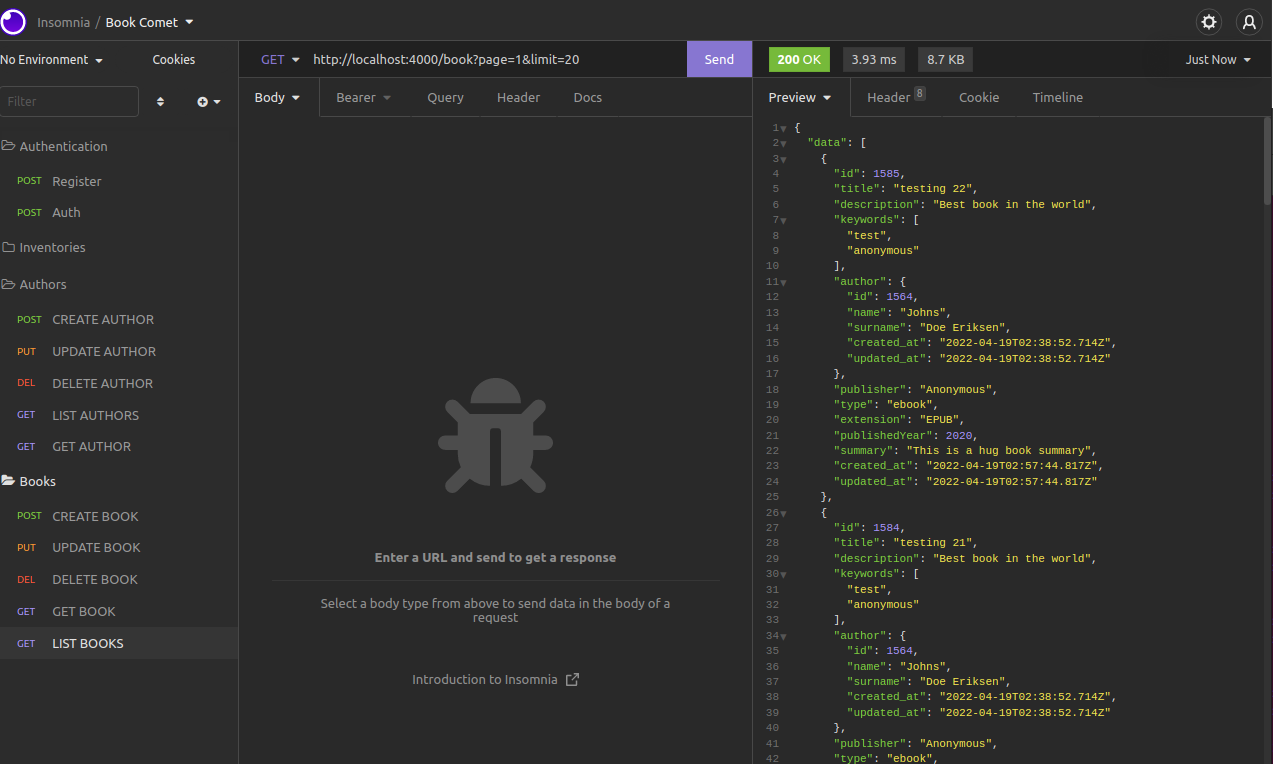 Insomnia / Book Comet
No Environment
Cookies
Filter
Authentication
POST Register
POST Auth
Inventories
Authors
POST CREATE AUTHOR
PUT UPDATE AUTHOR
DEL DELETE AUTHOR
GET LIST AUTHORS
GET GET AUTHOR
Books
POST CREATE BOOK
PUT UPDATE BOOK
DEL DELETE BOOK
GET GET BOOK
GET LIST BOOKS
GET http://localhost:4000/book?page=1&limit=20 Send
Body Bearer Query Header Docs
Enter a URL and send to get a response
Select a body type from above to send data in the body of a
request
Introduction to Insomnia
200 OK 3.93 ms 8.7 KB Just Now
Preview Header 8 Cookie Timeline
1 {
2 "data": [
3 {
4 "id": 1585,
5 "title": "testing 22",
6 "description": "Best book in the world",
7 "keywords": [
8 "test",
9 "anonymous"
10 ],
11 "author": {
12 "id": 1564,
13 "name": "Johns",
14 "surname": "Doe Eriksen",
15 "created_at": "2022-04-19T02:38:52.714Z",
16 "updated_at": "2022-04-19T02:38:52.714Z"
17 },
18 "publisher": "Anonymous",
19 "type": "ebook",
20 "extension": "EPUB",
21 "publishedYear": 2020,
22 "summary": "This is a hug book summary",
23 "created_at": "2022-04-19T02:57:44.817Z",
24 "updated_at": "2022-04-19T02:57:44.817Z"
25 },
26 {
27 "id": 1584,
28 "title": "testing 21",
29 "description": "Best book in the world",
30 "keywords": [
31 "test",
32 "anonymous"
33 ],
34 "author": {
35 "id": 1564,
36 "name": "Johns",
37 "surname": "Doe Eriksen",
38 "created_at": "2022-04-19T02:38:52.714Z",
39 "updated_at": "2022-04-19T02:38:52.714Z"
40 },
41 "publisher": "Anonymous",
42 "type": "ebook",